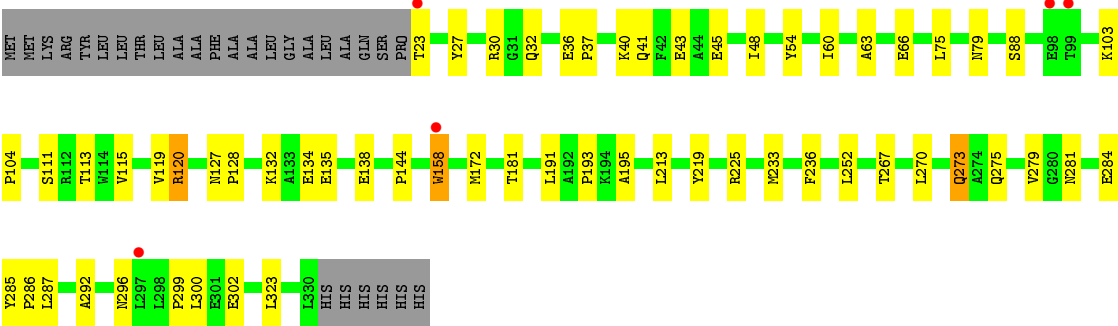 MET MET LYS ARG TYR LEU LEU THR LEU ALA ALA PHE ALA ALA LEU GLY ALA LEU ALA GLN SER PRO T23 Y27 R30 G31 Q32 E36 P37 K40 Q41 F42 E43 A44 E45 I48 Y54 I60 A63 E66 L75 N79 S88 E98 T99 K103
P104 S111 R112 T113 W114 V115 V119 R120 N127 P128 K132 A133 E134 E135 E138 P144 W158 M172 T181 L191 A192 P193 K194 A195 L213 Y219 R225 M233 F236 L252 T267 L270 Q273 A274 Q275 V279 G280 N281 E284
Y285 P286 L287 A292 N296 L297 L298 P299 L300 E301 E302 L323 L330 HIS HIS HIS HIS HIS HIS